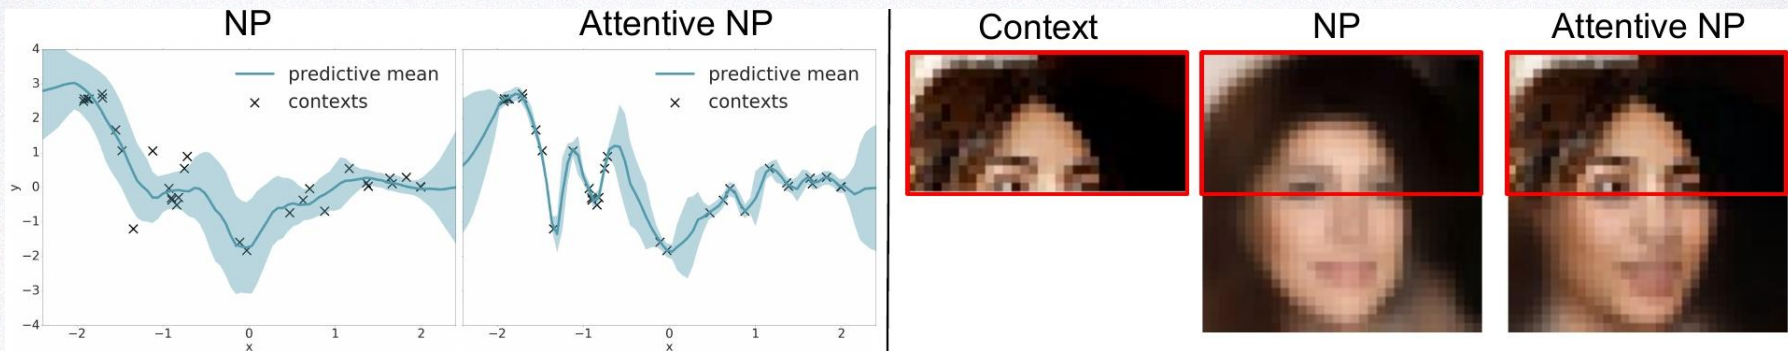 NP
Attentive NP
predictive mean
contexts
predictive mean
contexts
y
4
3
2
1
0
−1
−2
−3
−4
−2 −1 0 1 2
x
−2 −1 0 1 2
x
Context
NP
Attentive NP